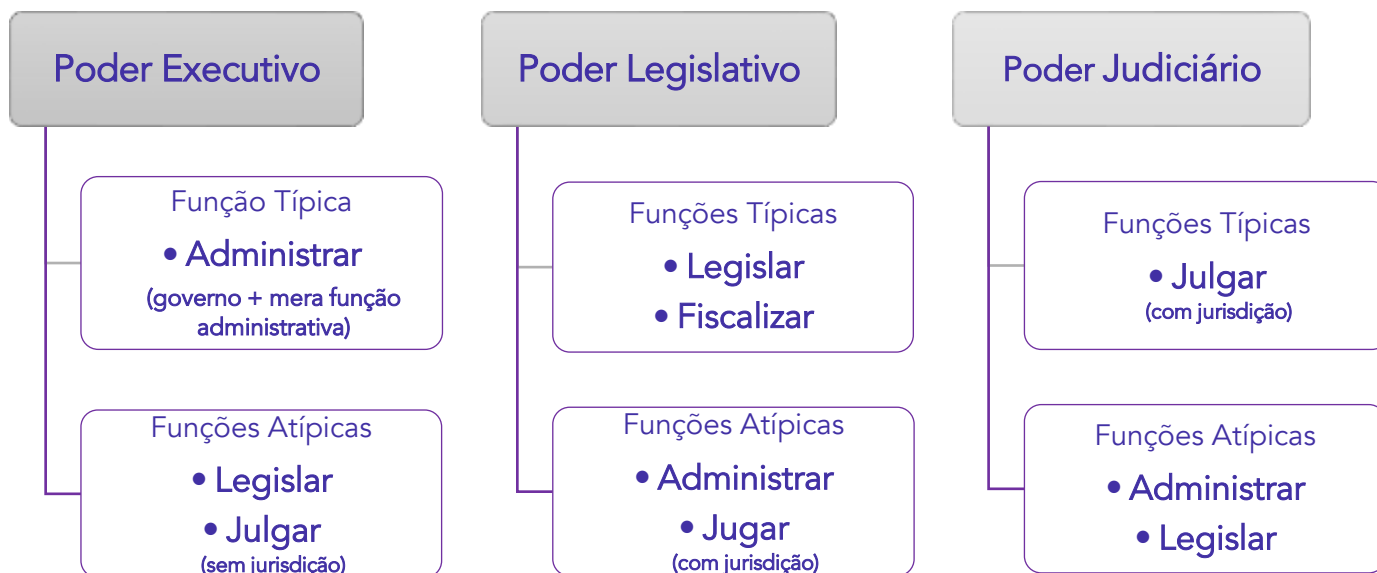 Poder Executivo
Função Típica
• Administrar
(governo + mera função
administrativa)
Funções Atípicas
• Legislar
• Julgar
(sem jurisdição)
Poder Legislativo
Funções Típicas
• Legislar
• Fiscalizar
Funções Atípicas
• Administrar
• Jugar
(com jurisdição)
Poder Judiciário
Funções Típicas
• Julgar
(com jurisdição)
Funções Atípicas
• Administrar
• Legislar